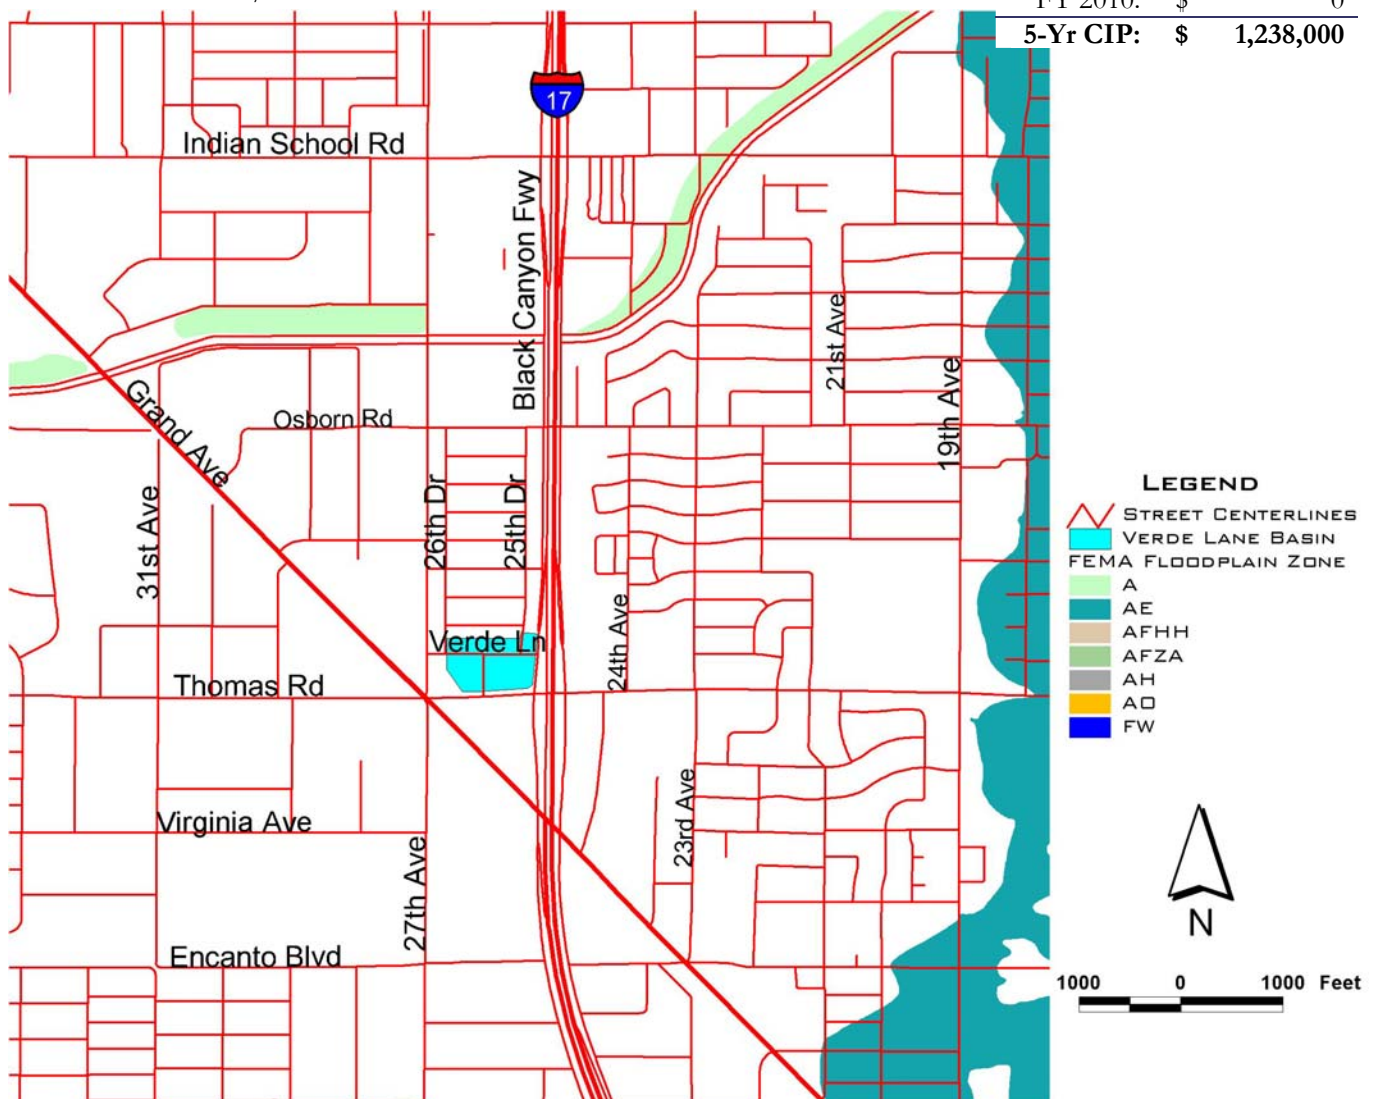 FY 2010: $ 0
5-Yr CIP: $ 1,238,000
17
Indian School Rd
Black Canyon Fwy
21st Ave
19th Ave
Grand Ave
Osborn Rd
31st Ave
26th Dr
25th Dr
24th Ave
Verde Ln
Thomas Rd
23rd Ave
Virginia Ave
27th Ave
Encanto Blvd
LEGEND
STREET CENTERLINES
VERDE LANE BASIN
FEMA FLOODPLAIN ZONE
A
AE
AFHH
AFZA
AH
AO
FW
N
1000 0 1000 Feet